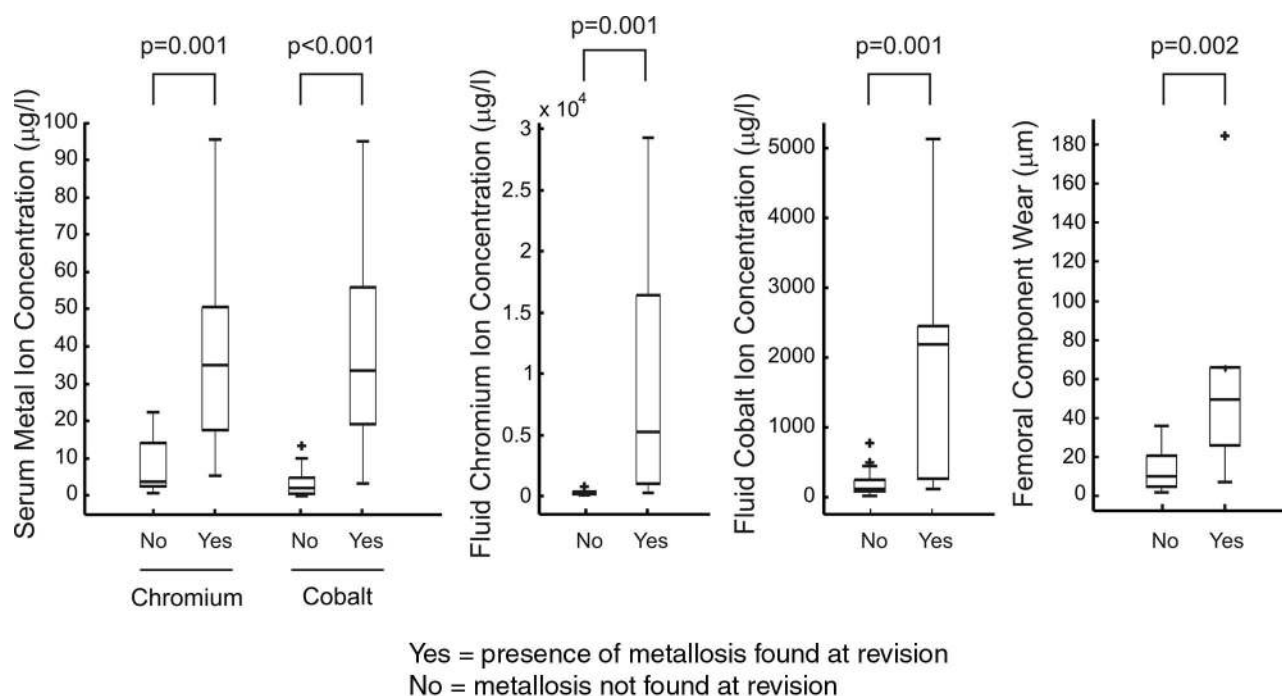 p=0.001
p<0.001
p=0.001
p=0.001
p=0.002
Serum Metal Ion Concentration (µg/l)
100
90
80
70
60
50
40
30
20
10
0
No
Yes
No
Yes
Chromium
Cobalt
Fluid Chromium Ion Concentration (µg/l)
x 10⁴
3
2.5
2
1.5
1
0.5
0
No
Yes
Fluid Cobalt Ion Concentration (µg/l)
5000
4000
3000
2000
1000
0
No
Yes
Femoral Component Wear (µm)
180
160
140
120
100
80
60
40
20
0
No
Yes
Yes = presence of metallosis found at revision
No = metallosis not found at revision